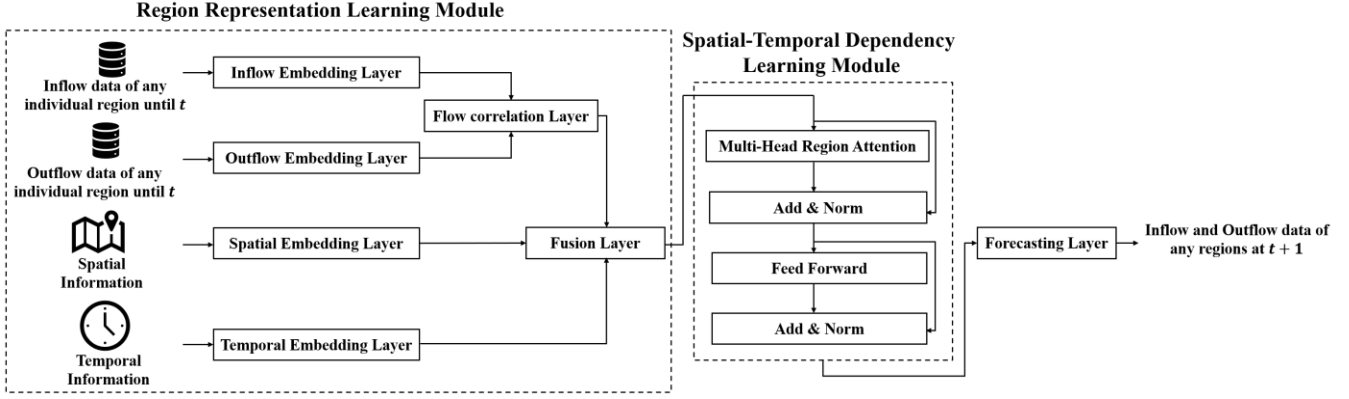 Region Representation Learning Module
Inflow data of any
individual region until t
Inflow Embedding Layer
Flow correlation Layer
Outflow data of any
individual region until t
Outflow Embedding Layer
Spatial
Information
Spatial Embedding Layer
Fusion Layer
Temporal
Information
Temporal Embedding Layer
Spatial-Temporal Dependency
Learning Module
Multi-Head Region Attention
Add & Norm
Feed Forward
Add & Norm
Forecasting Layer
Inflow and Outflow data of
any regions at t + 1